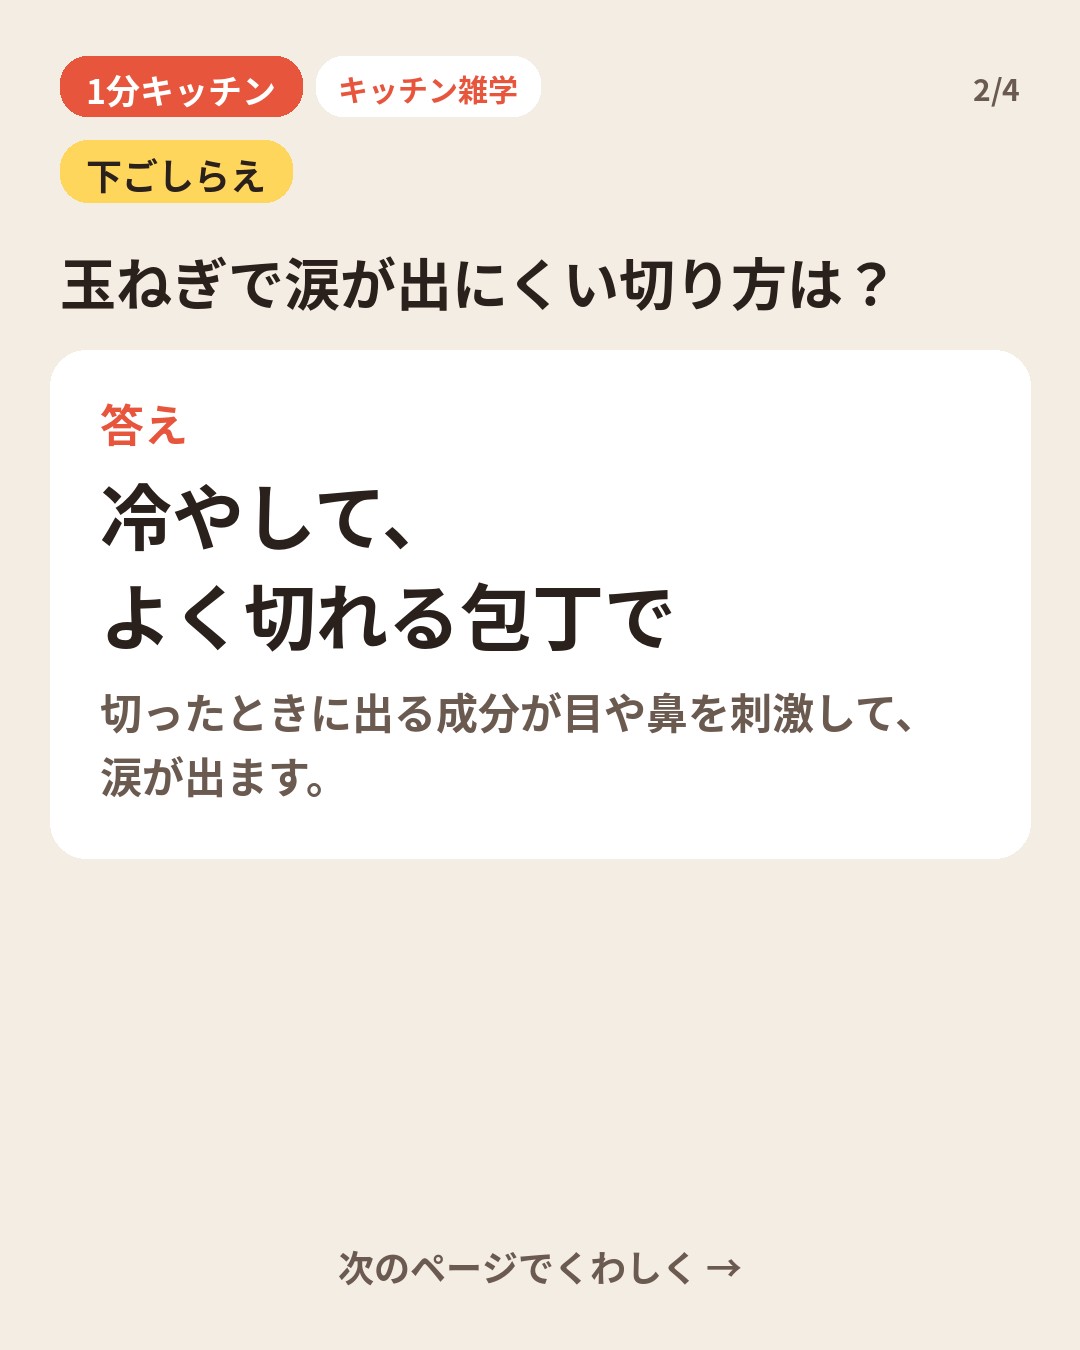 1分キッチン キッチン雑学 2/4
下ごしらえ
玉ねぎで涙が出にくい切り方は？
答え
冷やして、
よく切れる包丁で
切ったときに出る成分が目や鼻を刺激して、
涙が出ます。
次のページでくわしく →